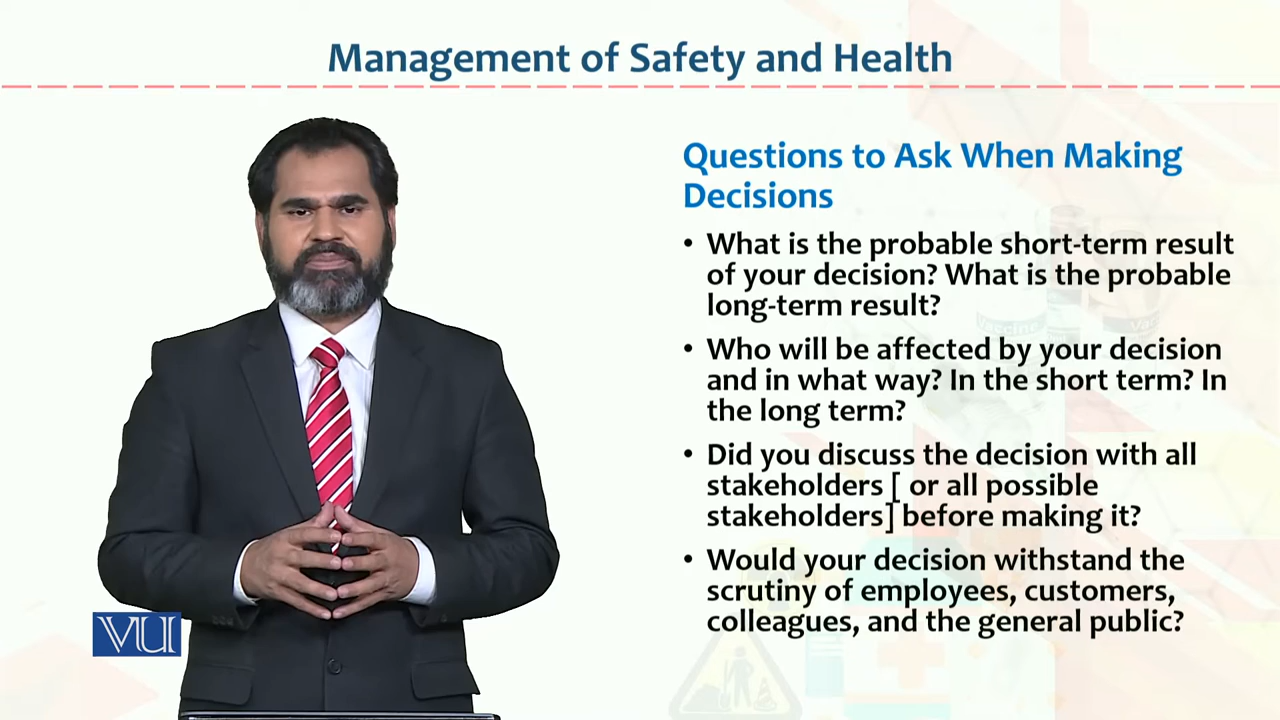 Management of Safety and Health
Questions to Ask When Making
Decisions
• What is the probable short-term result
of your decision? What is the probable
long-term result?
• Who will be affected by your decision
and in what way? In the short term? In
the long term?
• Did you discuss the decision with all
stakeholders [ or all possible
stakeholders] before making it?
• Would your decision withstand the
scrutiny of employees, customers,
colleagues, and the general public?
VU
Vaccine